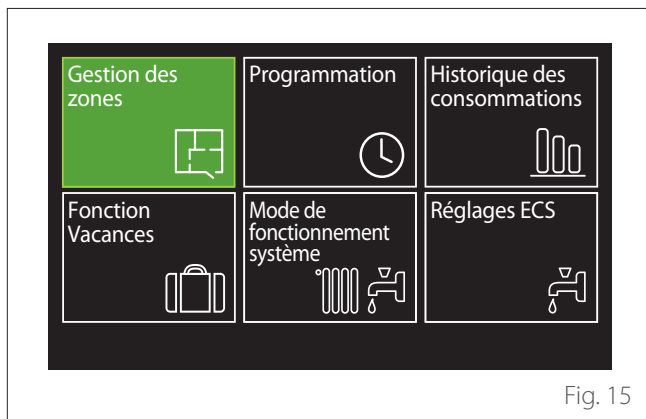 Gestion des
zones
Programmation
Historique des
consommations
Fonction
Vacances
Mode de
fonctionnement
système
Réglages ECS
Fig. 15